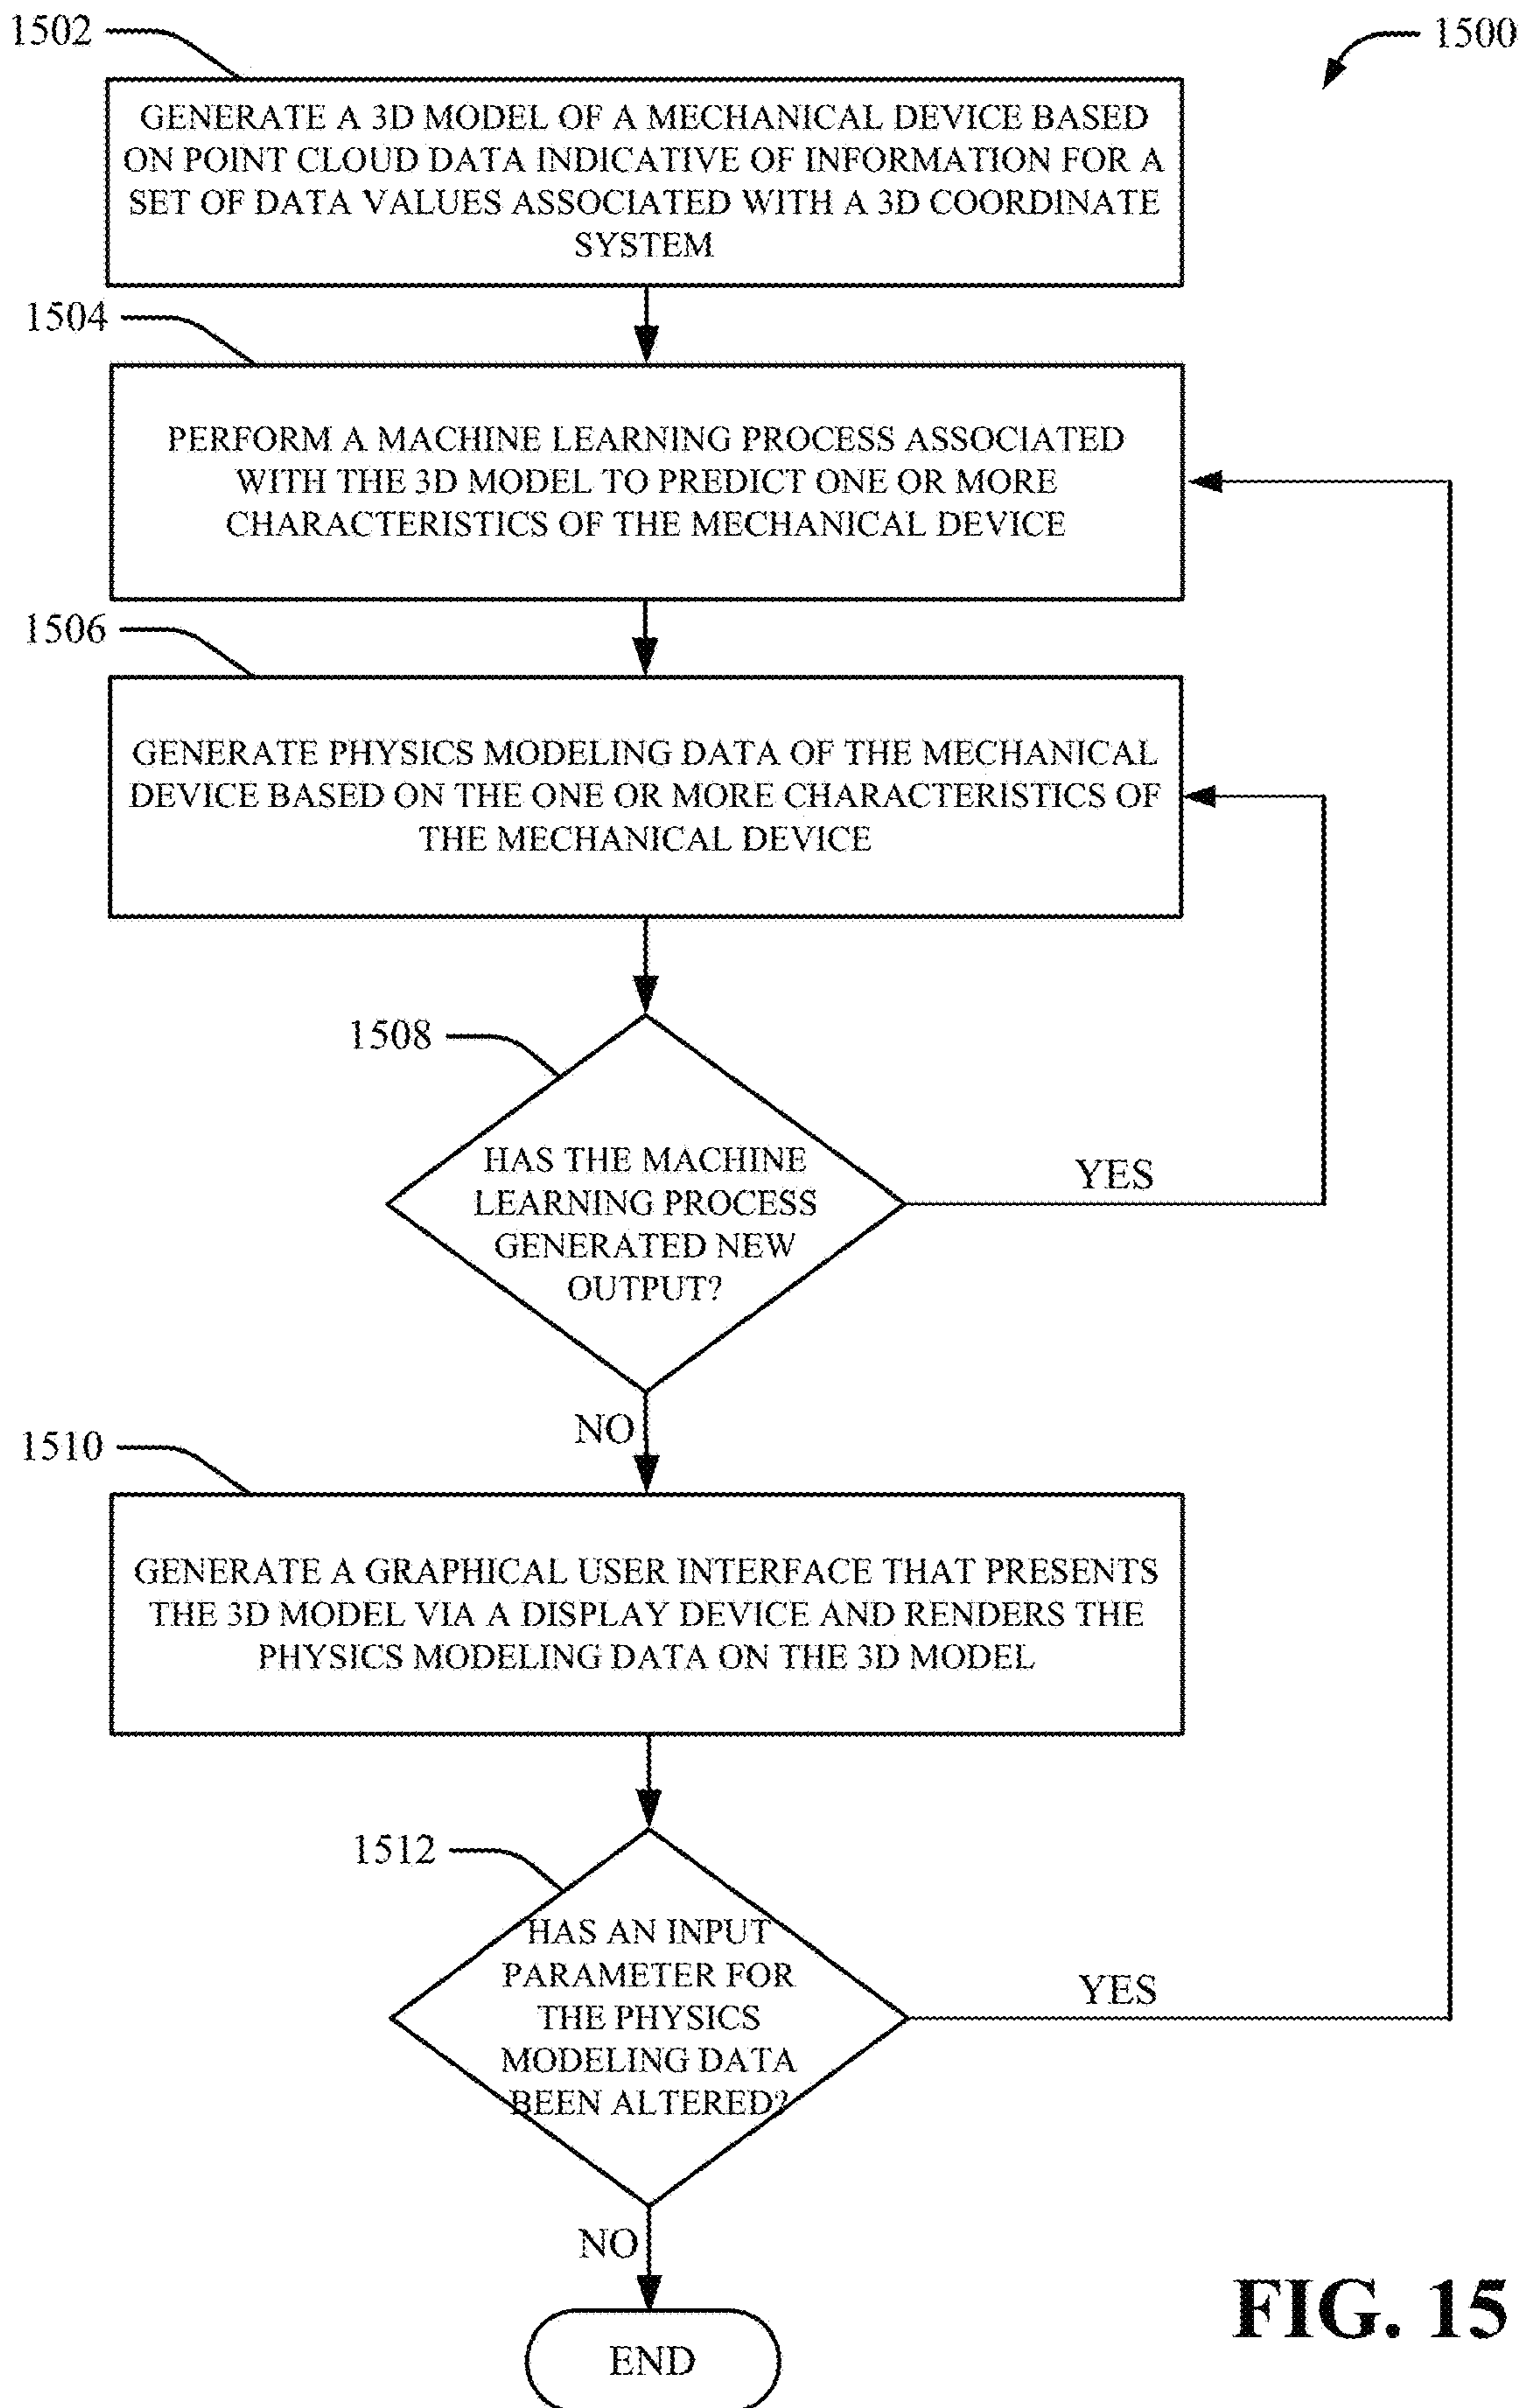 1502
1500
GENERATE A 3D MODEL OF A MECHANICAL DEVICE BASED
ON POINT CLOUD DATA INDICATIVE OF INFORMATION FOR A
SET OF DATA VALUES ASSOCIATED WITH A 3D COORDINATE
SYSTEM
1504
PERFORM A MACHINE LEARNING PROCESS ASSOCIATED
WITH THE 3D MODEL TO PREDICT ONE OR MORE
CHARACTERISTICS OF THE MECHANICAL DEVICE
1506
GENERATE PHYSICS MODELING DATA OF THE MECHANICAL
DEVICE BASED ON THE ONE OR MORE CHARACTERISTICS OF
THE MECHANICAL DEVICE
1508
HAS THE MACHINE
LEARNING PROCESS
GENERATED NEW
OUTPUT?
YES
NO
1510
GENERATE A GRAPHICAL USER INTERFACE THAT PRESENTS
THE 3D MODEL VIA A DISPLAY DEVICE AND RENDERS THE
PHYSICS MODELING DATA ON THE 3D MODEL
1512
HAS AN INPUT
PARAMETER FOR
THE PHYSICS
MODELING DATA
BEEN ALTERED?
YES
NO
END
FIG. 15